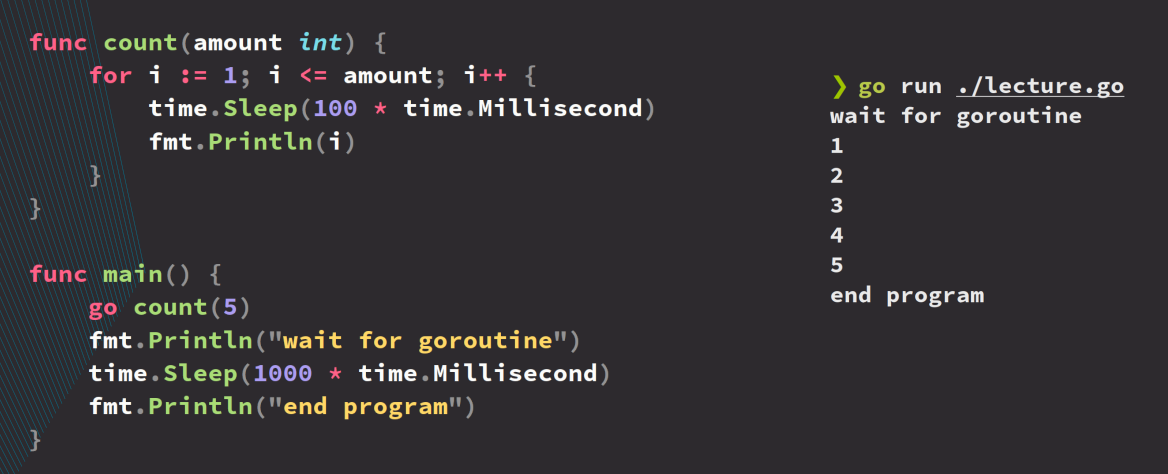 func count(amount int) {
    for i := 1; i <= amount; i++ {
        time.Sleep(100 * time.Millisecond)
        fmt.Println(i)
    }
}

func main() {
    go count(5)
    fmt.Println("wait for goroutine")
    time.Sleep(1000 * time.Millisecond)
    fmt.Println("end program")
}
❯ go run ./lecture.go
wait for goroutine
1
2
3
4
5
end program